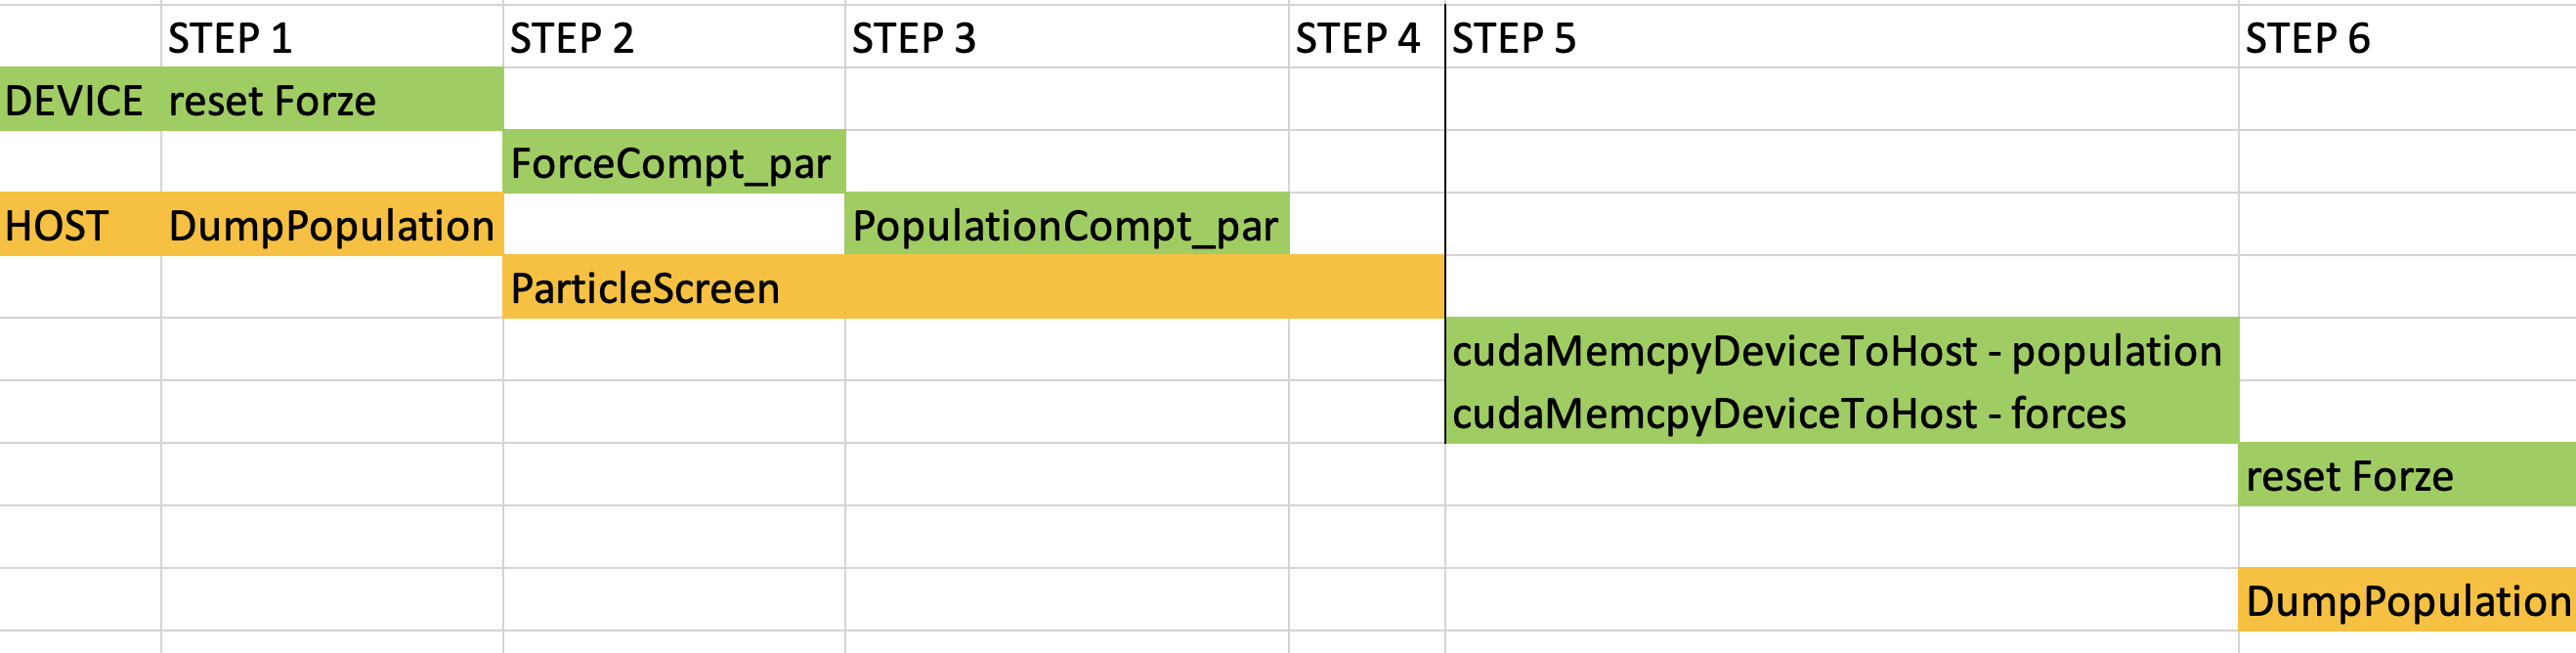 STEP 1 STEP 2 STEP 3 STEP 4 STEP 5 STEP 6
DEVICE reset Forze
ForceCompt_par
HOST DumpPopulation PopulationCompt_par
ParticleScreen
cudaMemcpyDeviceToHost - population
cudaMemcpyDeviceToHost - forces
reset Forze
DumpPopulation